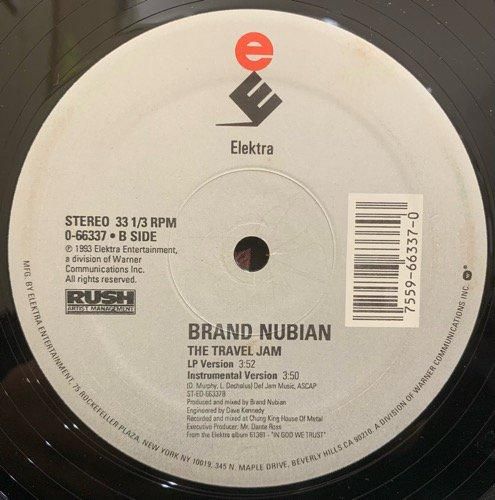 e
E
Elektra
STEREO 33 1/3 RPM
0-66337 • B SIDE
℗ 1993 Elektra Entertainment,
a division of Warner
Communications Inc.
All rights reserved.
RUSH
ARTIST MANAGEMENT
7559-66337-0
BRAND NUBIAN
THE TRAVEL JAM
LP Version 3:52
Instrumental Version 3:50
(D. Murphy, L. Dechalus) Def Jam Music, ASCAP
ST-ED-66337B
Produced and mixed by Brand Nubian
Engineered by Dave Kennedy
Recorded and mixed at Chung King House Of Metal
Executive Producer: Mr. Dante Ross
From the Elektra album 61381 - "IN GOD WE TRUST"
MFG. BY ELEKTRA ENTERTAINMENT, 75 ROCKEFELLER PLAZA, NEW YORK NY 10019, 345 N. MAPLE DRIVE, BEVERLY HILLS CA 90210. A DIVISION OF WARNER COMMUNICATIONS INC.